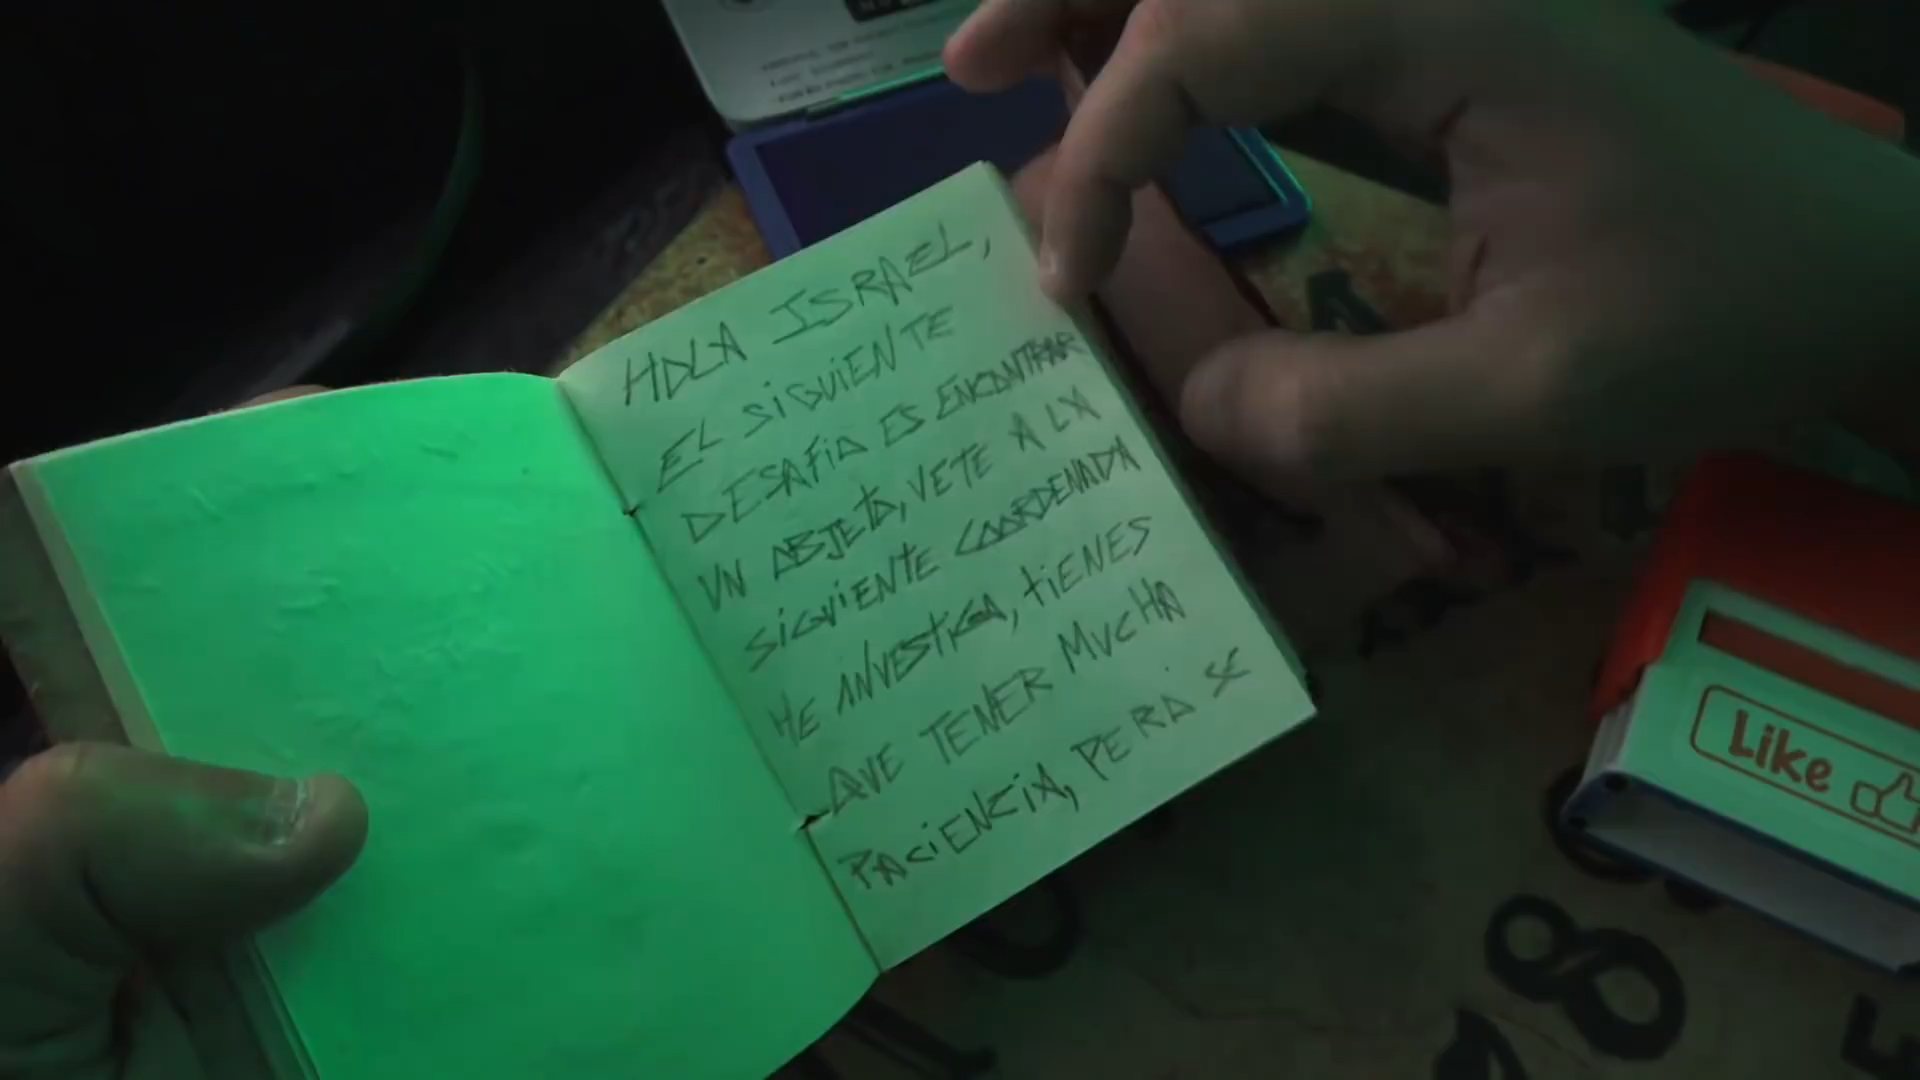 HOLA ISRAEL,
EL SIGUIENTE
DESAFIO ES ENCONTRAR
UN OBJETO, VETE A LA
SIGUIENTE COORDENADA
HE INVESTIGA, TIENES
QUE TENER MUCHA
PACIENCIA, PERO SE
Like
8